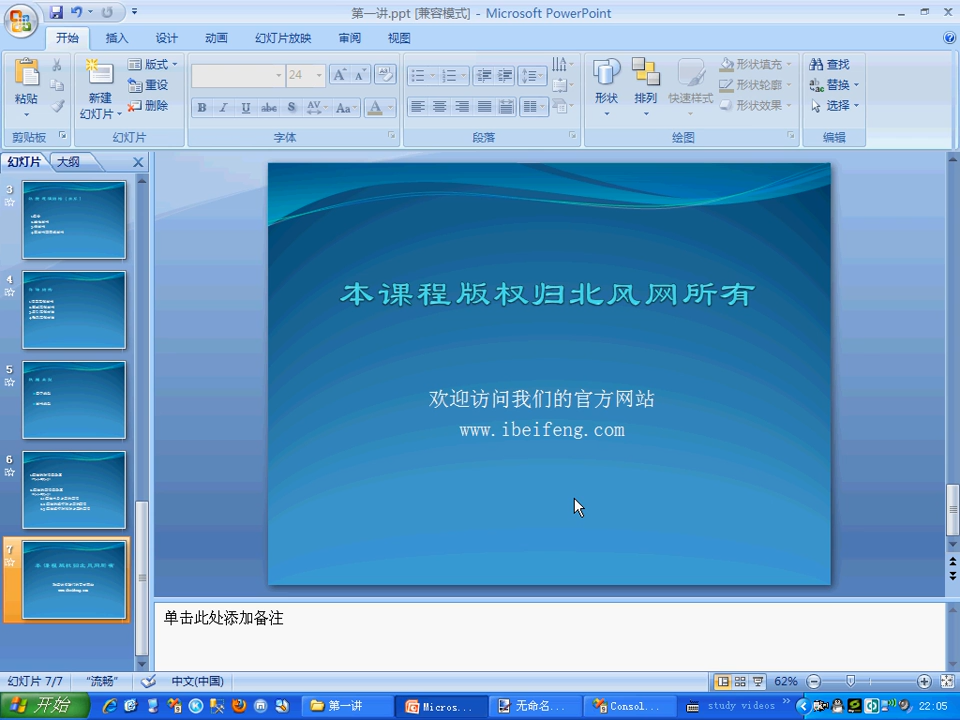 第一讲.ppt [兼容模式] - Microsoft PowerPoint
开始 插入 设计 动画 幻灯片放映 审阅 视图
粘贴
剪贴板
新建
幻灯片
版式
重设
删除
幻灯片
24
字体
段落
形状
排列
快速样式
形状填充
形状轮廓
形状效果
绘图
查找
替换
选择
编辑
幻灯片 大纲
3
4
5
6
7
本课程版权归北风网所有
欢迎访问我们的官方网站
www.ibeifeng.com
单击此处添加备注
幻灯片 7/7 "流畅" 中文(中国) 62%
开始 第一讲 Micros... 无命名... Consol... study videos 22:05